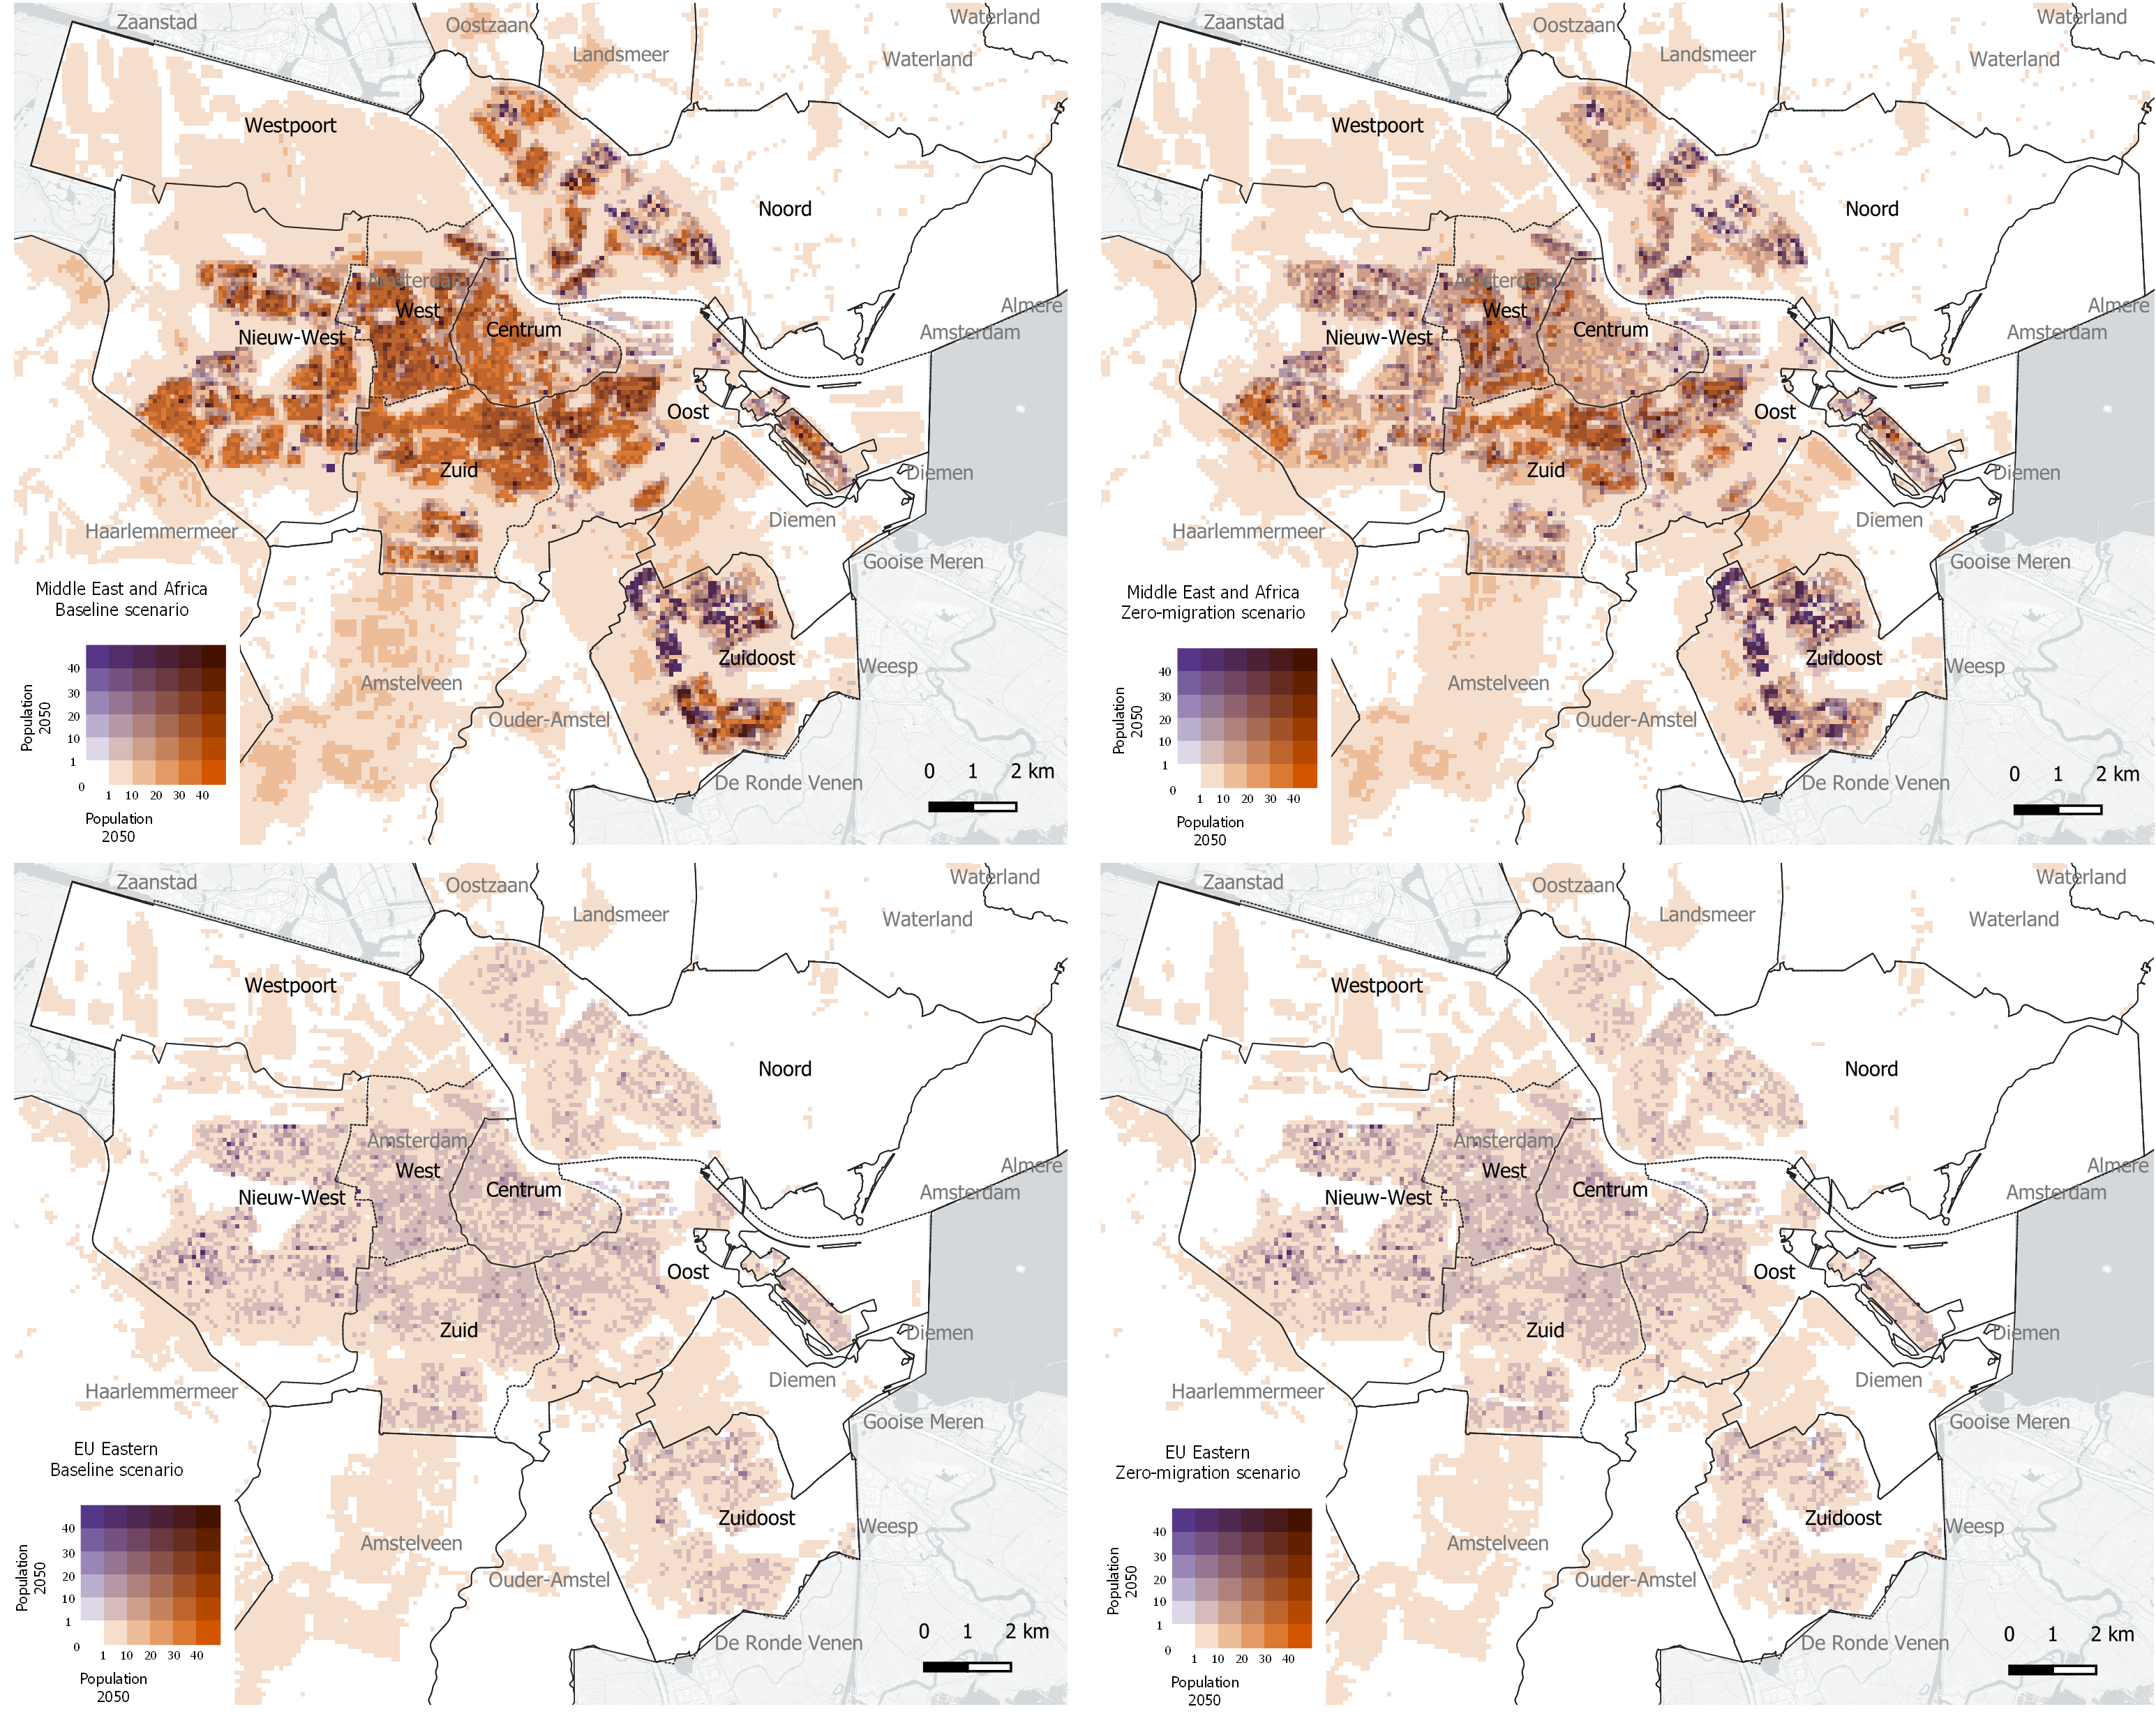 Zaanstad
Oostzaan
Landsmeer
Waterland
Waterland
Westpoort
Noord
Amsterdam
West
Centrum
Nieuw-West
Almere
Amsterdam
Oost
Zuid
Diemen
Diemen
Haarlemmermeer
Gooise Meren
Zuidoost
Weesp
Amstelveen
Ouder-Amstel
De Ronde Venen
Middle East and Africa
Baseline scenario
Population
2050
40
30
20
10
1
0
1 10 20 30 40
Population
2050
0 1 2 km
Zaanstad
Oostzaan
Landsmeer
Waterland
Waterland
Westpoort
Noord
Amsterdam
West
Centrum
Nieuw-West
Almere
Amsterdam
Oost
Zuid
Diemen
Diemen
Haarlemmermeer
Gooise Meren
Zuidoost
Weesp
Amstelveen
Ouder-Amstel
De Ronde Venen
Middle East and Africa
Zero-migration scenario
Population
2050
40
30
20
10
1
0
1 10 20 30 40
Population
2050
0 1 2 km
Zaanstad
Oostzaan
Landsmeer
Waterland
Waterland
Westpoort
Noord
Amsterdam
West
Centrum
Nieuw-West
Almere
Amsterdam
Oost
Zuid
Diemen
Diemen
Haarlemmermeer
Gooise Meren
Zuidoost
Weesp
Amstelveen
Ouder-Amstel
De Ronde Venen
EU Eastern
Baseline scenario
Population
2050
40
30
20
10
1
0
1 10 20 30 40
Population
2050
0 1 2 km
Zaanstad
Oostzaan
Landsmeer
Waterland
Waterland
Westpoort
Noord
Amsterdam
West
Centrum
Nieuw-West
Almere
Amsterdam
Oost
Zuid
Diemen
Diemen
Haarlemmermeer
Gooise Meren
Zuidoost
Weesp
Amstelveen
Ouder-Amstel
De Ronde Venen
EU Eastern
Zero-migration scenario
Population
2050
40
30
20
10
1
0
1 10 20 30 40
Population
2050
0 1 2 km